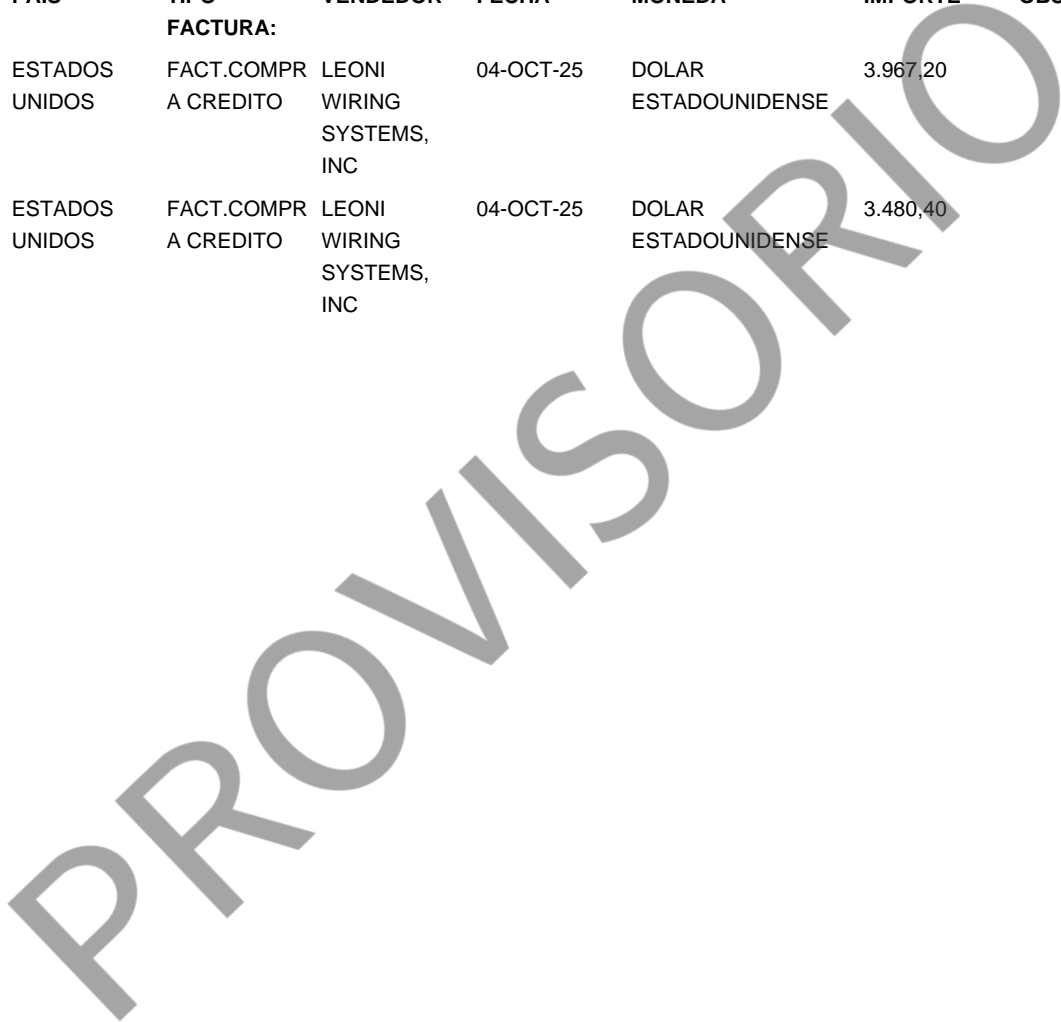 FACTURA:
ESTADOS FACT.COMPR LEONI 04-OCT-25 DOLAR 3.967,20
UNIDOS A CREDITO WIRING ESTADOUNIDENSE
SYSTEMS,
INC
ESTADOS FACT.COMPR LEONI 04-OCT-25 DOLAR 3.480,40
UNIDOS A CREDITO WIRING ESTADOUNIDENSE
SYSTEMS,
INC
PROVISORIO